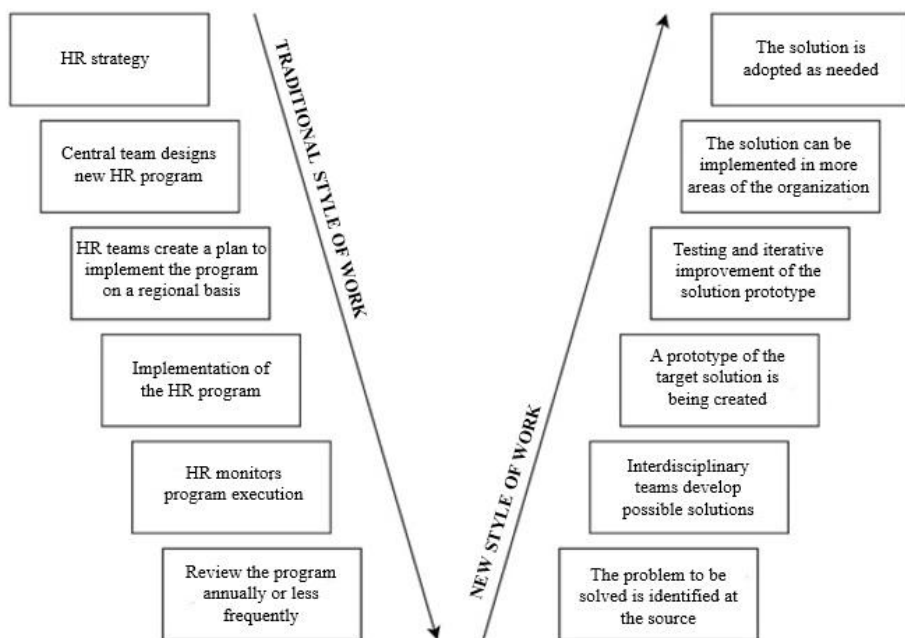 HR strategy
Central team designs
new HR program
HR teams create a plan to
implement the program
on a regional basis
Implementation of
the HR program
HR monitors
program execution
Review the program
annually or less
frequently
TRADITIONAL STYLE OF WORK
NEW STYLE OF WORK
The solution is
adopted as needed
The solution can be
implemented in more
areas of the organization
Testing and iterative
improvement of the
solution prototype
A prototype of the
target solution is
being created
Interdisciplinary
teams develop
possible solutions
The problem to be
solved is identified at
the source